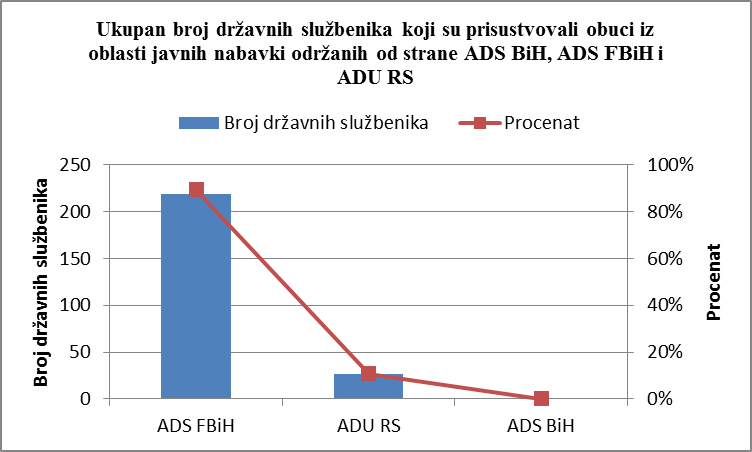 Ukupan broj državnih službenika koji su prisustvovali obuci iz
oblasti javnih nabavki održanih od strane ADS BiH, ADS FBiH i
ADU RS
Broj državnih službenika
Procenat
Broj državnih službenika
250
200
150
100
50
0
100%
80%
60%
40%
20%
0%
Procenat
ADS FBiH
ADU RS
ADS BiH